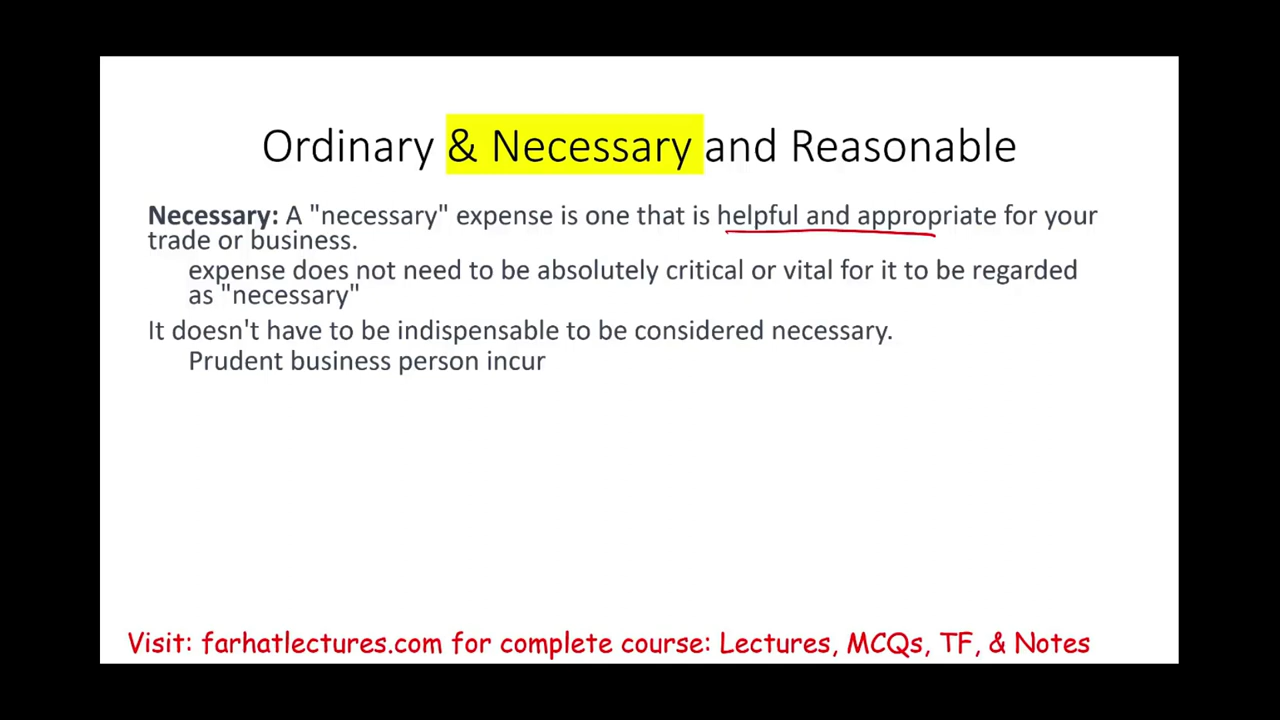 Ordinary & Necessary and Reasonable
Necessary: A "necessary" expense is one that is helpful and appropriate for your
trade or business.
expense does not need to be absolutely critical or vital for it to be regarded
as "necessary"
It doesn't have to be indispensable to be considered necessary.
Prudent business person incur
Visit: farhatlectures.com for complete course: Lectures, MCQs, TF, & Notes